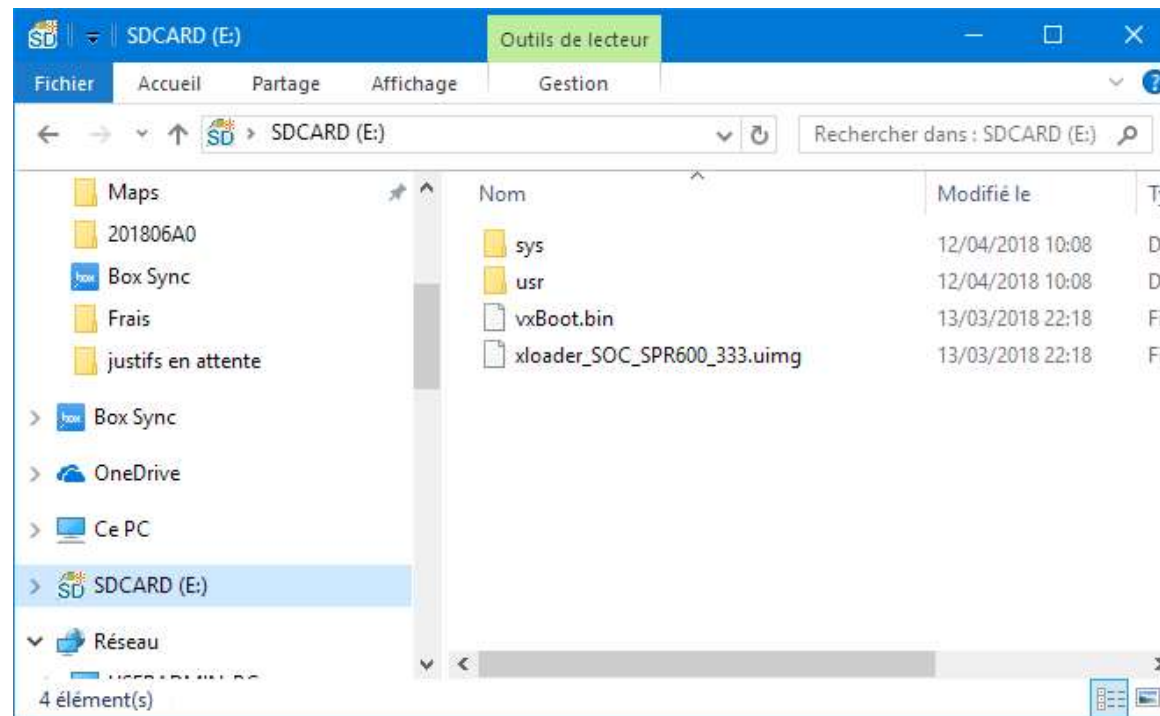 SDCARD (E:) Outils de lecteur
Fichier Accueil Partage Affichage Gestion
SDCARD (E:) Rechercher dans : SDCARD (E:)
Nom Modifié le
Maps
201806A0
Box Sync
Frais
justifs en attente
Box Sync
OneDrive
Ce PC
SDCARD (E:)
Réseau
sys 12/04/2018 10:08 D
usr 12/04/2018 10:08 D
vxBoot.bin 13/03/2018 22:18 F
xloader_SOC_SPR600_333.uimg 13/03/2018 22:18 F
4 élément(s)